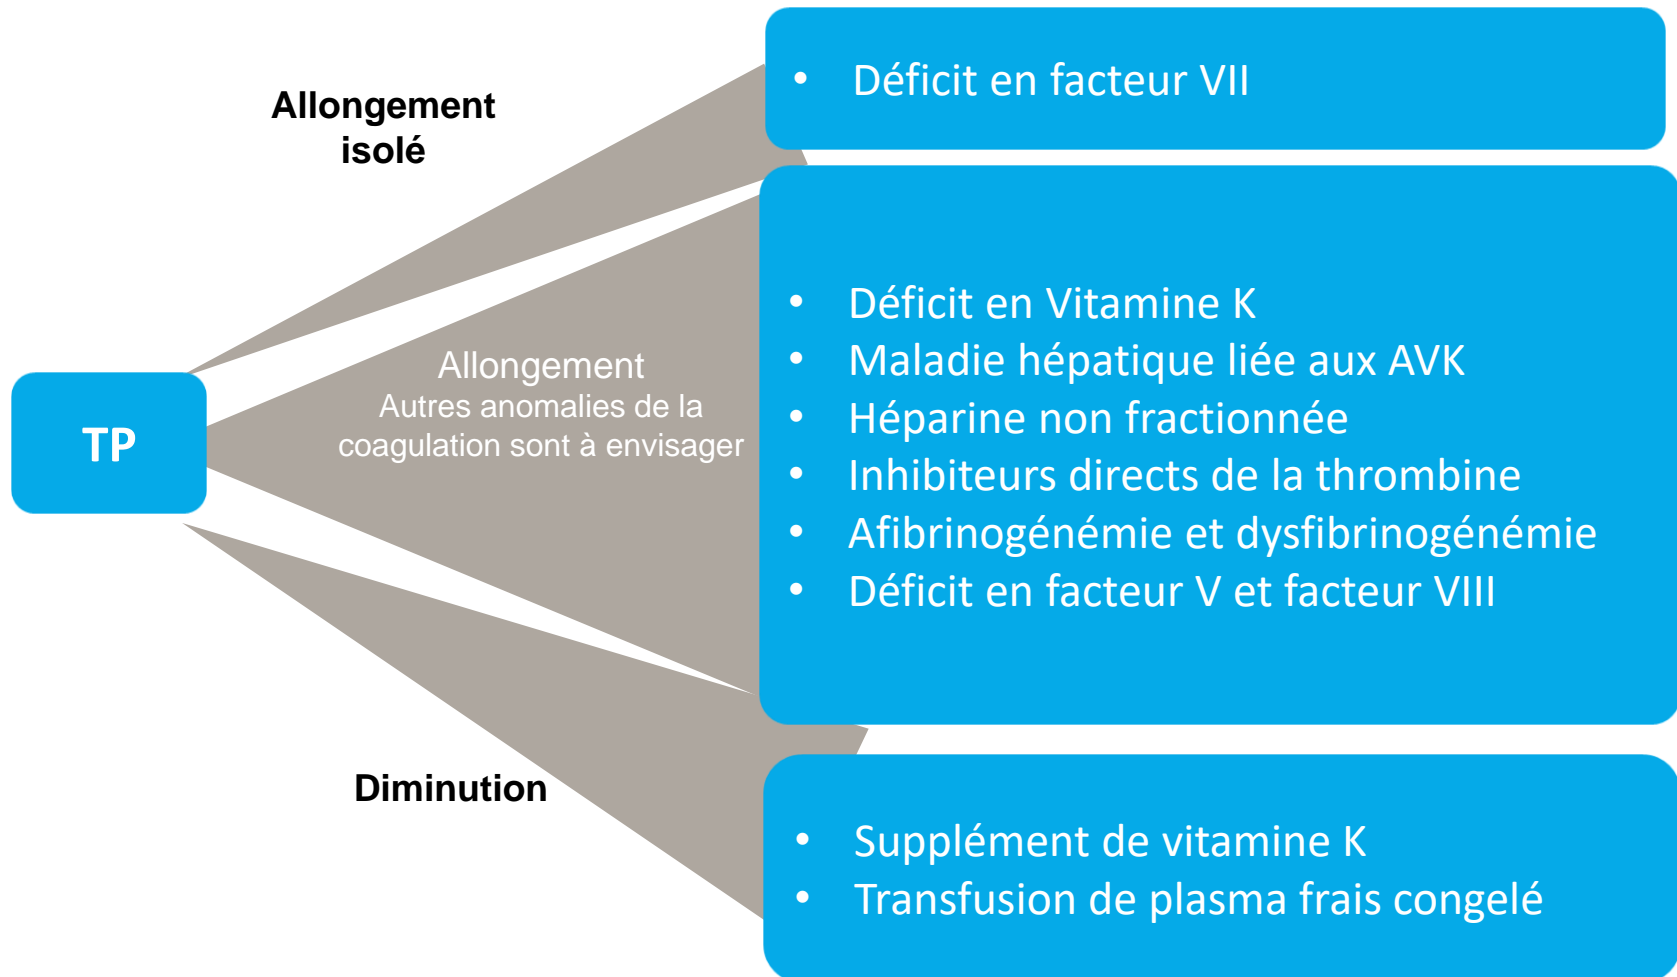 Allongement
isolé
• Déficit en facteur VII
TP
Allongement
Autres anomalies de la
coagulation sont à envisager
• Déficit en Vitamine K
• Maladie hépatique liée aux AVK
• Héparine non fractionnée
• Inhibiteurs directs de la thrombine
• Afibrinogénémie et dysfibrinogénémie
• Déficit en facteur V et facteur VIII
Diminution
• Supplément de vitamine K
• Transfusion de plasma frais congelé